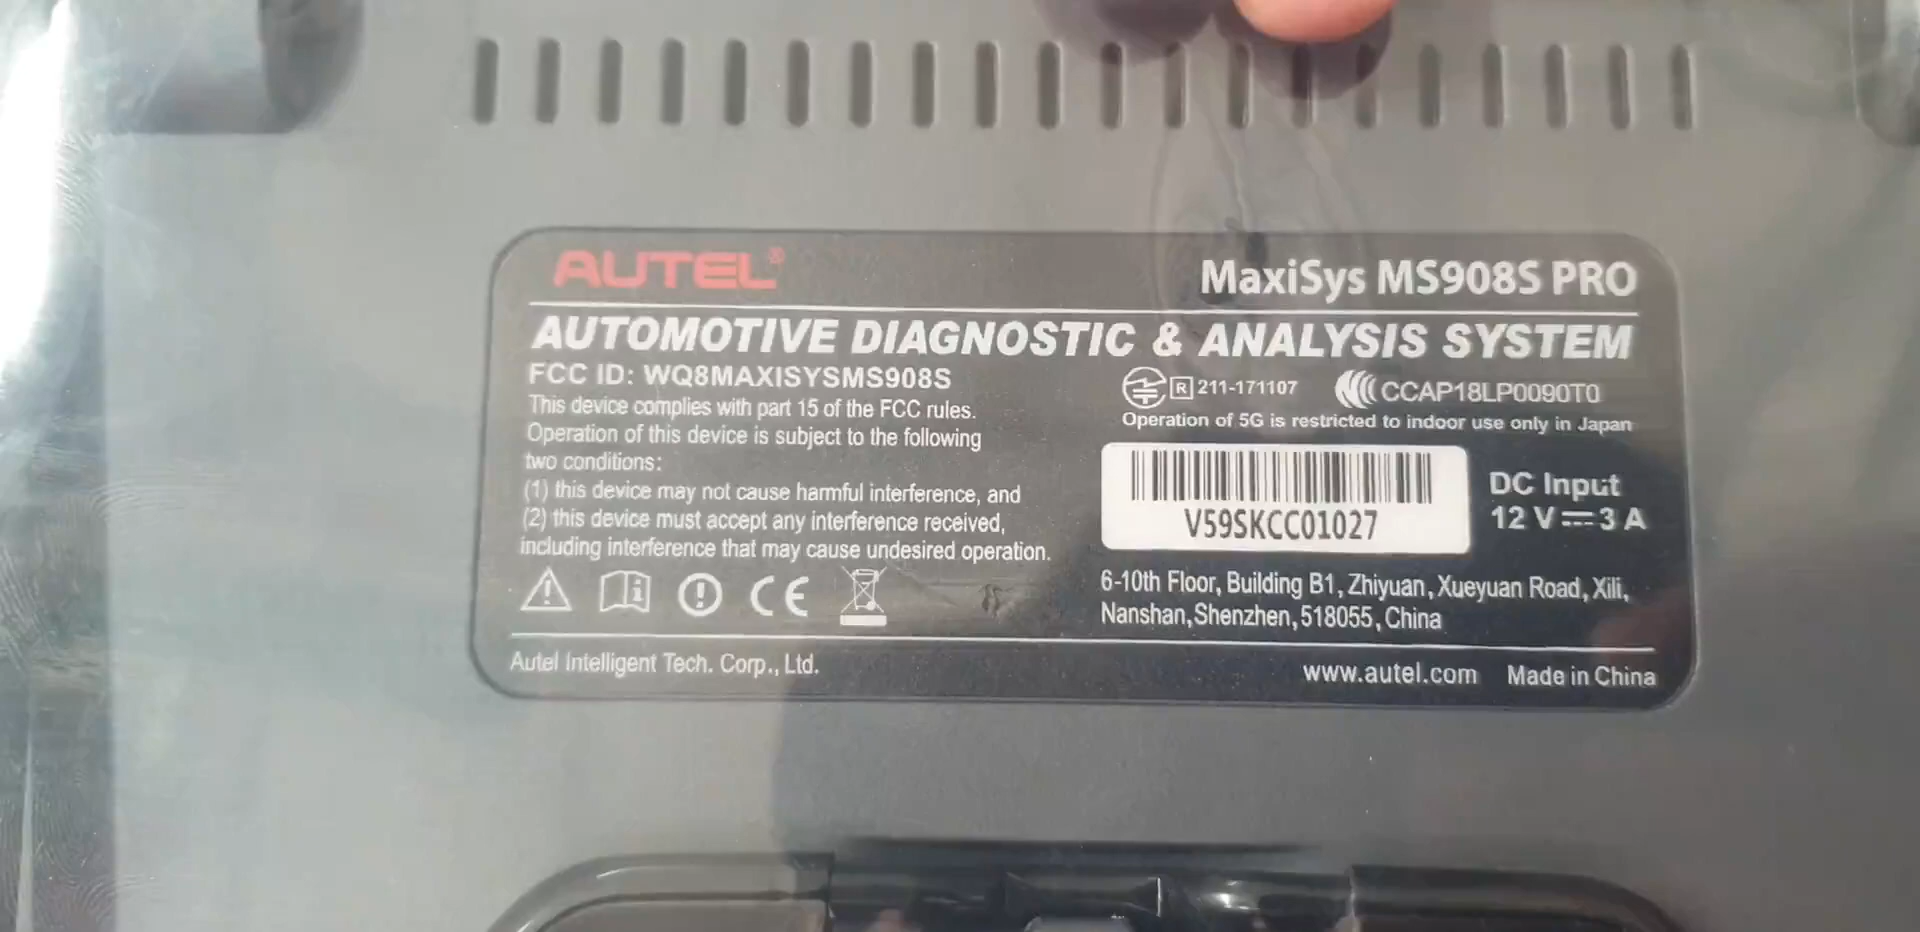 AUTEL®
MaxiSys MS908S PRO
AUTOMOTIVE DIAGNOSTIC & ANALYSIS SYSTEM
FCC ID: WQ8MAXISYSMS908S
This device complies with part 15 of the FCC rules.
Operation of this device is subject to the following
two conditions:
(1) this device may not cause harmful interference, and
(2) this device must accept any interference received,
including interference that may cause undesired operation.
CE
R 211-171107
CCAP18LP0090T0
Operation of 5G is restricted to indoor use only in Japan
V59SKCC01027
DC Input
12 V⎓3 A
6-10th Floor, Building B1, Zhiyuan, Xueyuan Road, Xili,
Nanshan, Shenzhen, 518055, China
Autel Intelligent Tech. Corp., Ltd.
www.autel.com Made in China